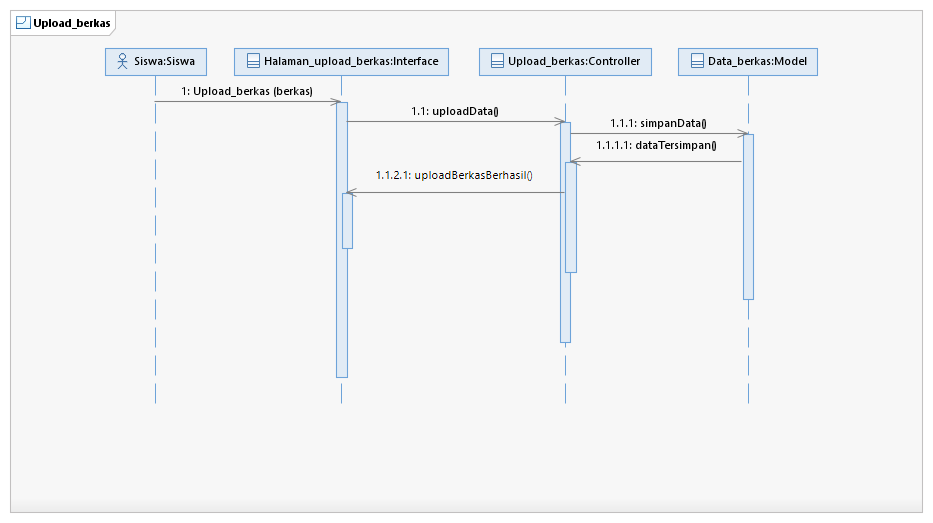 Upload_berkas
Siswa:Siswa
Halaman_upload_berkas:Interface
Upload_berkas:Controller
Data_berkas:Model
1: Upload_berkas (berkas)
1.1: uploadData()
1.1.1: simpanData()
1.1.1.1: dataTersimpan()
1.1.2.1: uploadBerkasBerhasil()